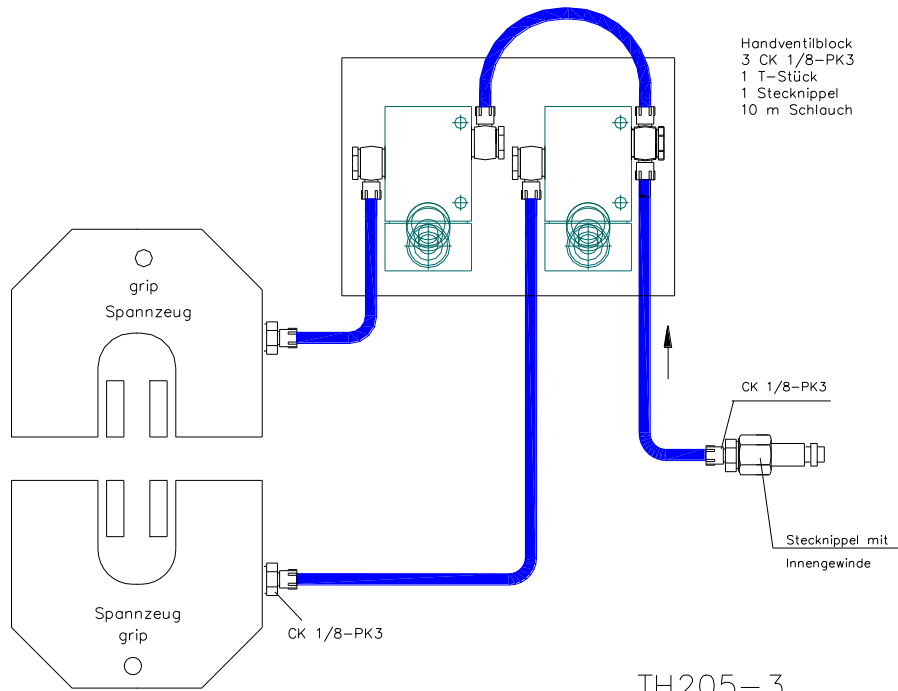 Handventilblock
3 CK 1/8-PK3
1 T-Stück
1 Stecknippel
10 m Schlauch
grip
Spannzeug
CK 1/8-PK3
Stecknippel mit
Innengewinde
Spannzeug
grip
CK 1/8-PK3
TH205-3